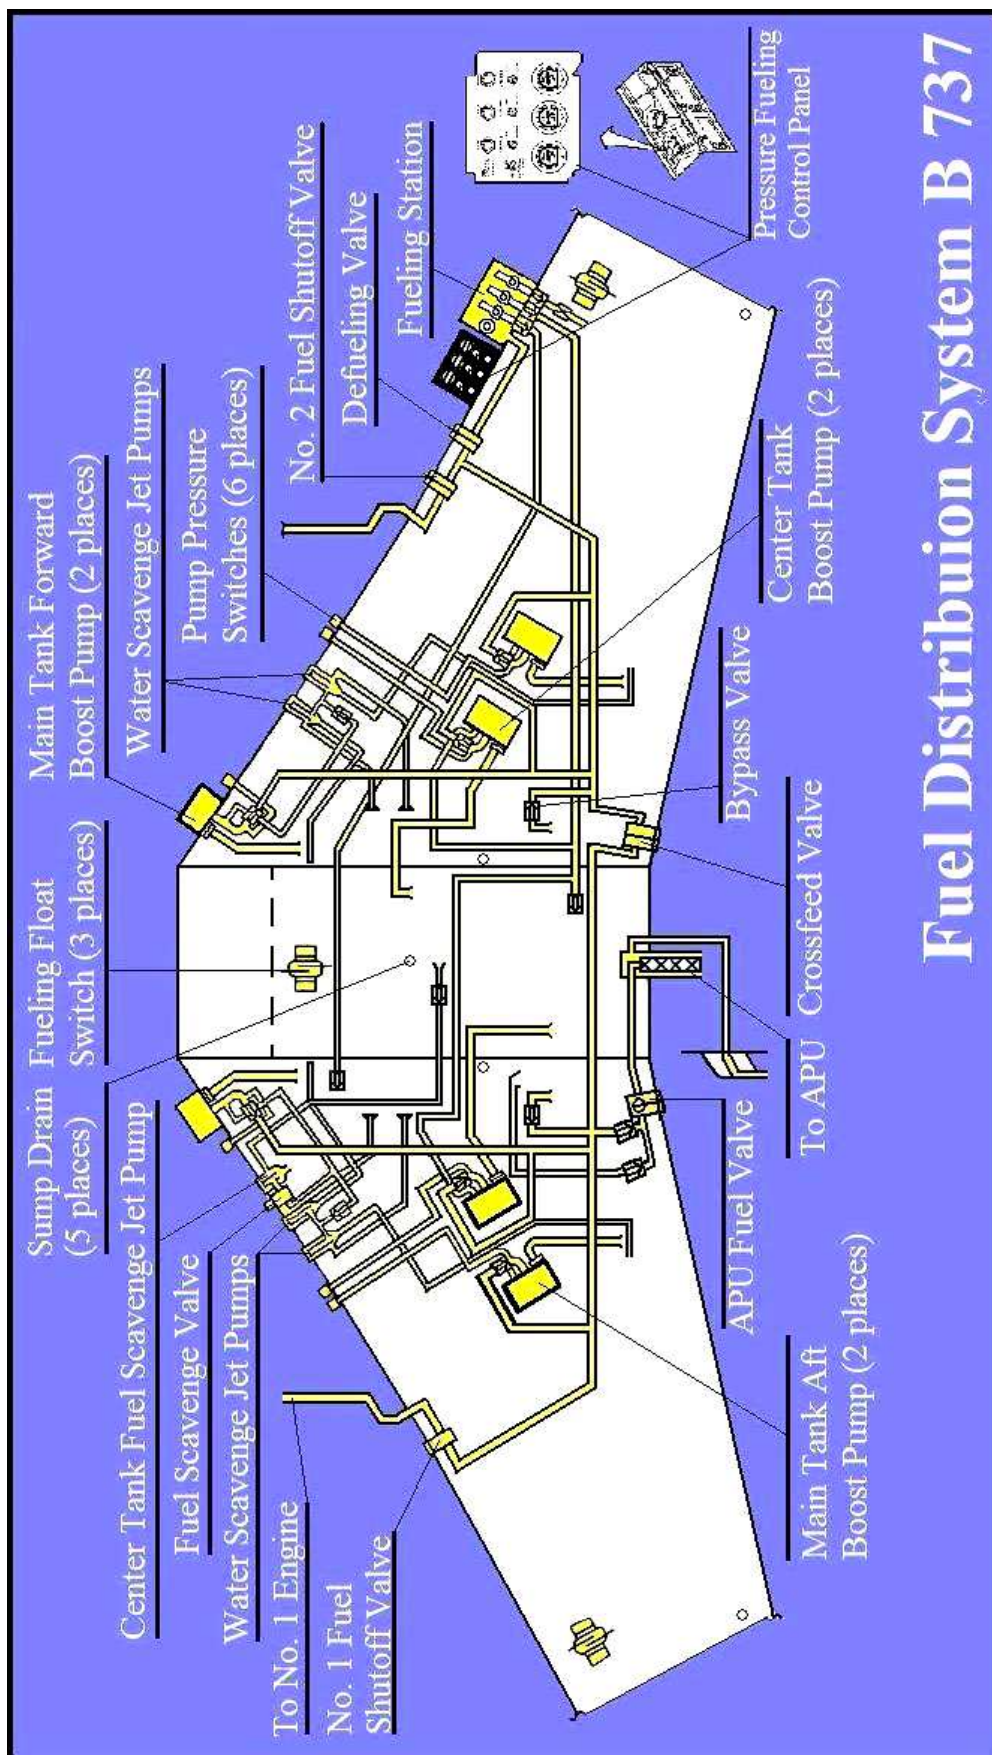 Center Tank Fuel Scavenge Jet Pump
Fuel Scavenge Valve
Water Scavenge Jet Pumps
To No. 1 Engine
No. 1 Fuel
Shutoff Valve
Sump Drain
(5 places)
Fueling Float
Switch (3 places)
Main Tank Forward
Boost Pump (2 places)
Water Scavenge Jet Pumps
Pump Pressure
Switches (6 places)
No. 2 Fuel Shutoff Valve
Defueling Valve
Fueling Station
Pressure Fueling
Control Panel
Main Tank Aft
Boost Pump (2 places)
APU Fuel Valve
To APU
Crossfeed Valve
Bypass Valve
Center Tank
Boost Pump (2 places)
Fuel Distribuion System B 737